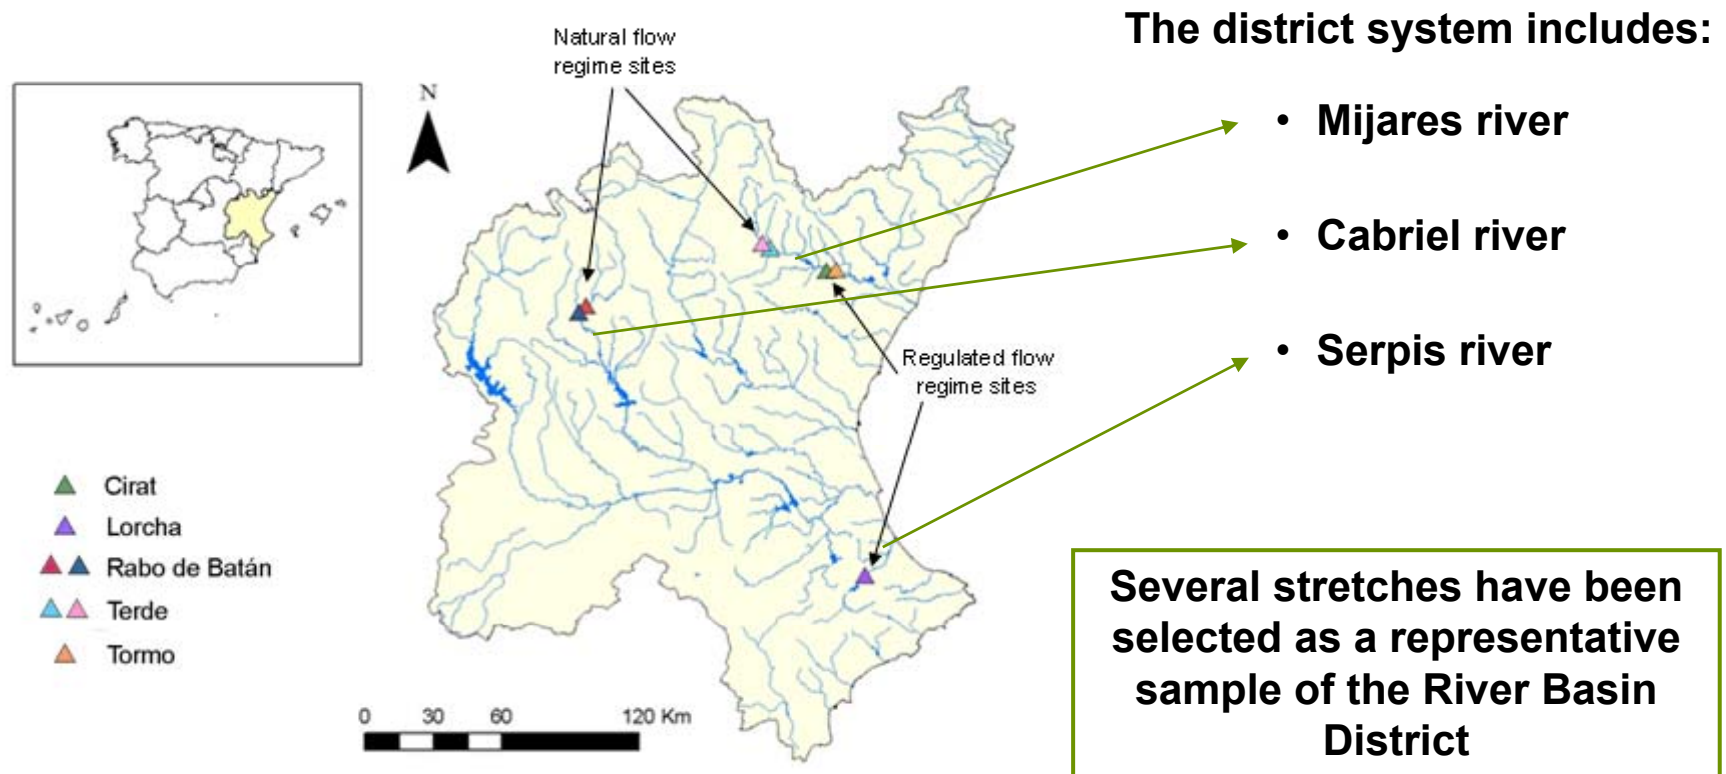 The district system includes:
Natural flow
regime sites
N
• Mijares river
• Cabriel river
• Serpis river
Regulated flow
regime sites
Cirat
Lorcha
Rabo de Batán
Terde
Tormo
0 30 60 120 Km
Several stretches have been
selected as a representative
sample of the River Basin
District